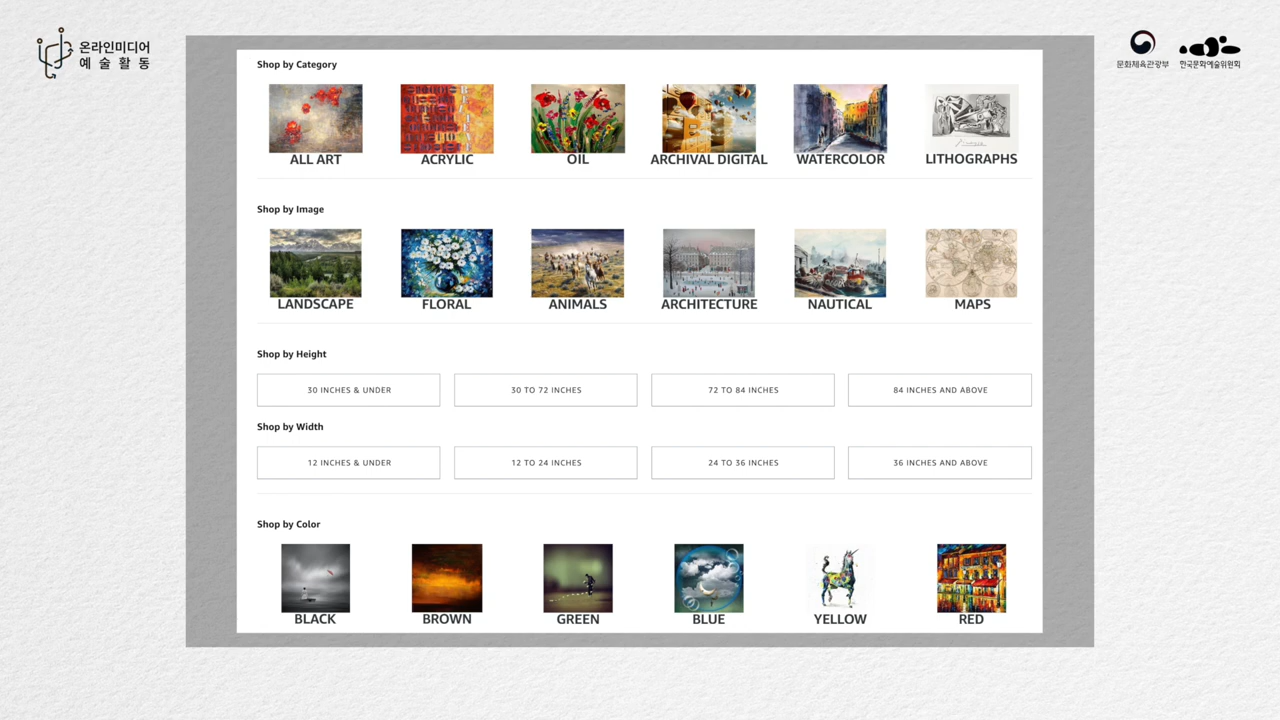 온라인미디어
예술활동
문화체육관광부
한국문화예술위원회
Shop by Category
ALL ART
ACRYLIC
OIL
ARCHIVAL DIGITAL
WATERCOLOR
LITHOGRAPHS
Shop by Image
LANDSCAPE
FLORAL
ANIMALS
ARCHITECTURE
NAUTICAL
MAPS
Shop by Height
30 INCHES & UNDER
30 TO 72 INCHES
72 TO 84 INCHES
84 INCHES AND ABOVE
Shop by Width
12 INCHES & UNDER
12 TO 24 INCHES
24 TO 36 INCHES
36 INCHES AND ABOVE
Shop by Color
BLACK
BROWN
GREEN
BLUE
YELLOW
RED